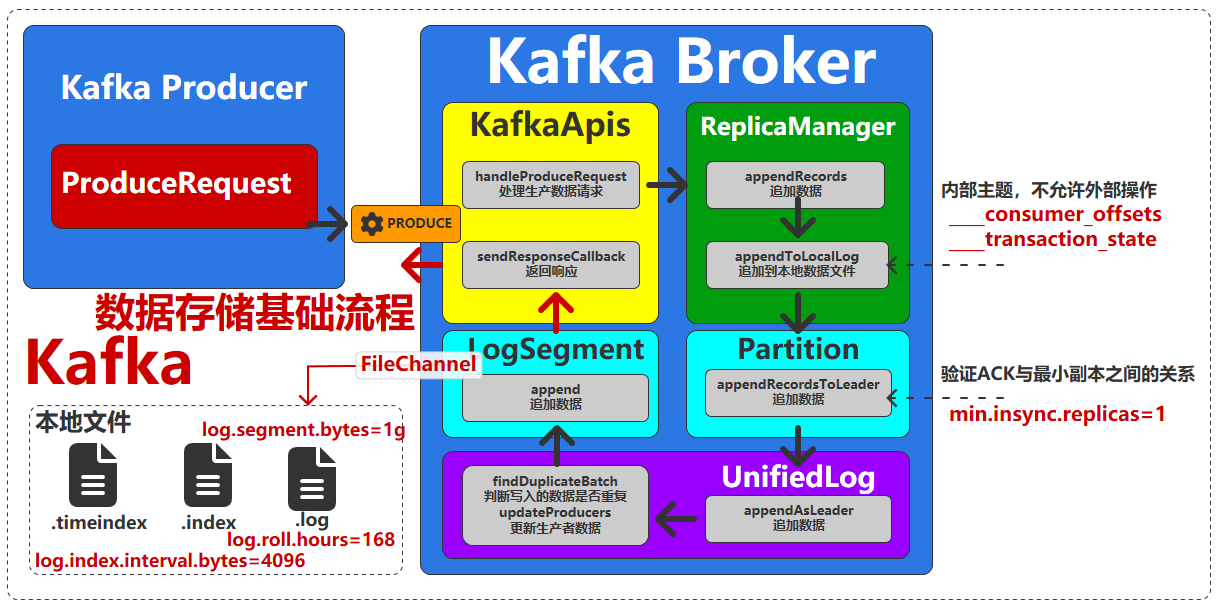 Kafka Producer
ProduceRequest
PRODUCE
Kafka Broker
KafkaApis
handleProduceRequest
处理生产数据请求
sendResponseCallback
返回响应
ReplicaManager
appendRecords
追加数据
appendToLocalLog
追加到本地数据文件
内部主题，不允许外部操作
__consumer_offsets
__transaction_state
Partition
appendRecordsToLeader
追加数据
验证ACK与最小副本之间的关系
min.insync.replicas=1
UnifiedLog
appendAsLeader
追加数据
findDuplicateBatch
判断写入的数据是否重复
updateProducers
更新生产者数据
LogSegment
append
追加数据
FileChannel
数据存储基础流程
Kafka
本地文件
log.segment.bytes=1g
.timeindex
.index
.log
log.roll.hours=168
log.index.interval.bytes=4096